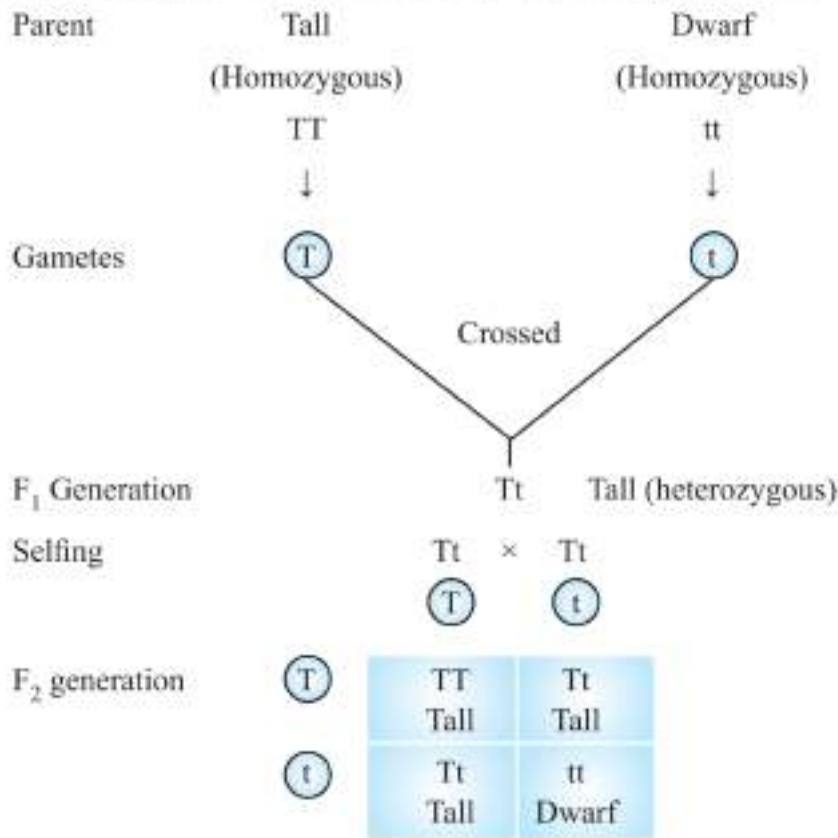 Parent Tall Dwarf
(Homozygous) (Homozygous)
TT tt
↓ ↓
Gametes T t
Crossed
F₁ Generation Tt Tall (heterozygous)
Selfing Tt × Tt
T t
F₂ generation T TT Tt
Tall Tall
t Tt tt
Tall Dwarf